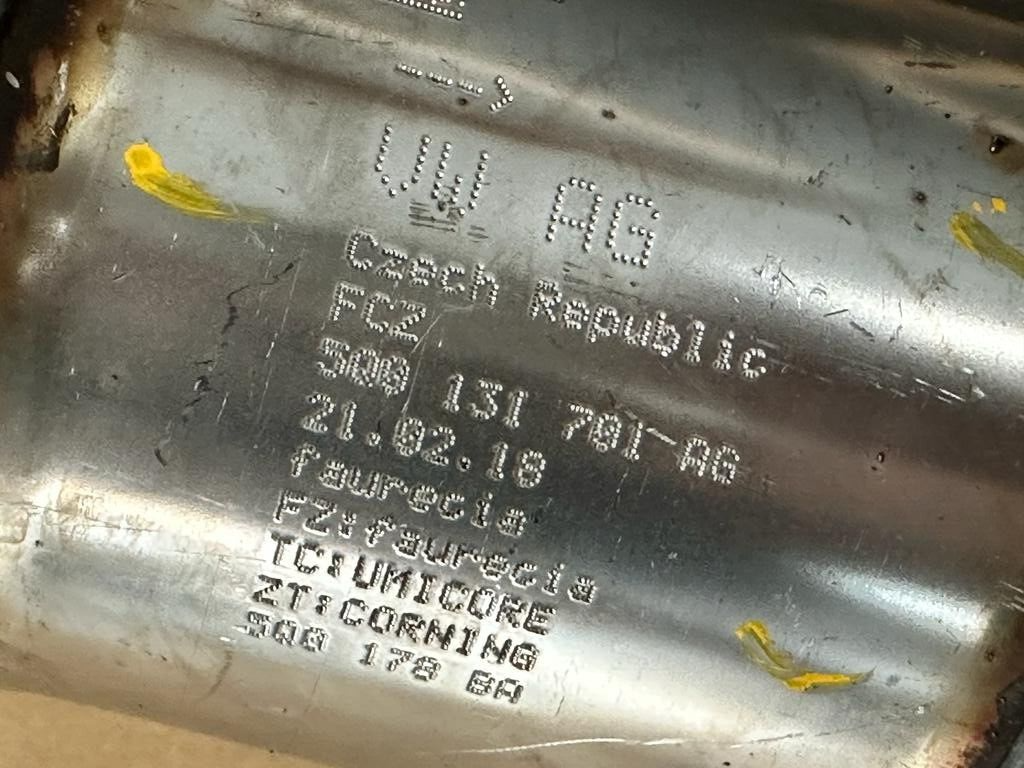 ---->
VW AG
Czech Republic
FCZ
5Q0 131 701 AG
21.02.18
faurecia
FZ:faurecia
TC:UMICORE
ZT:CORNING
5Q0 178 BA